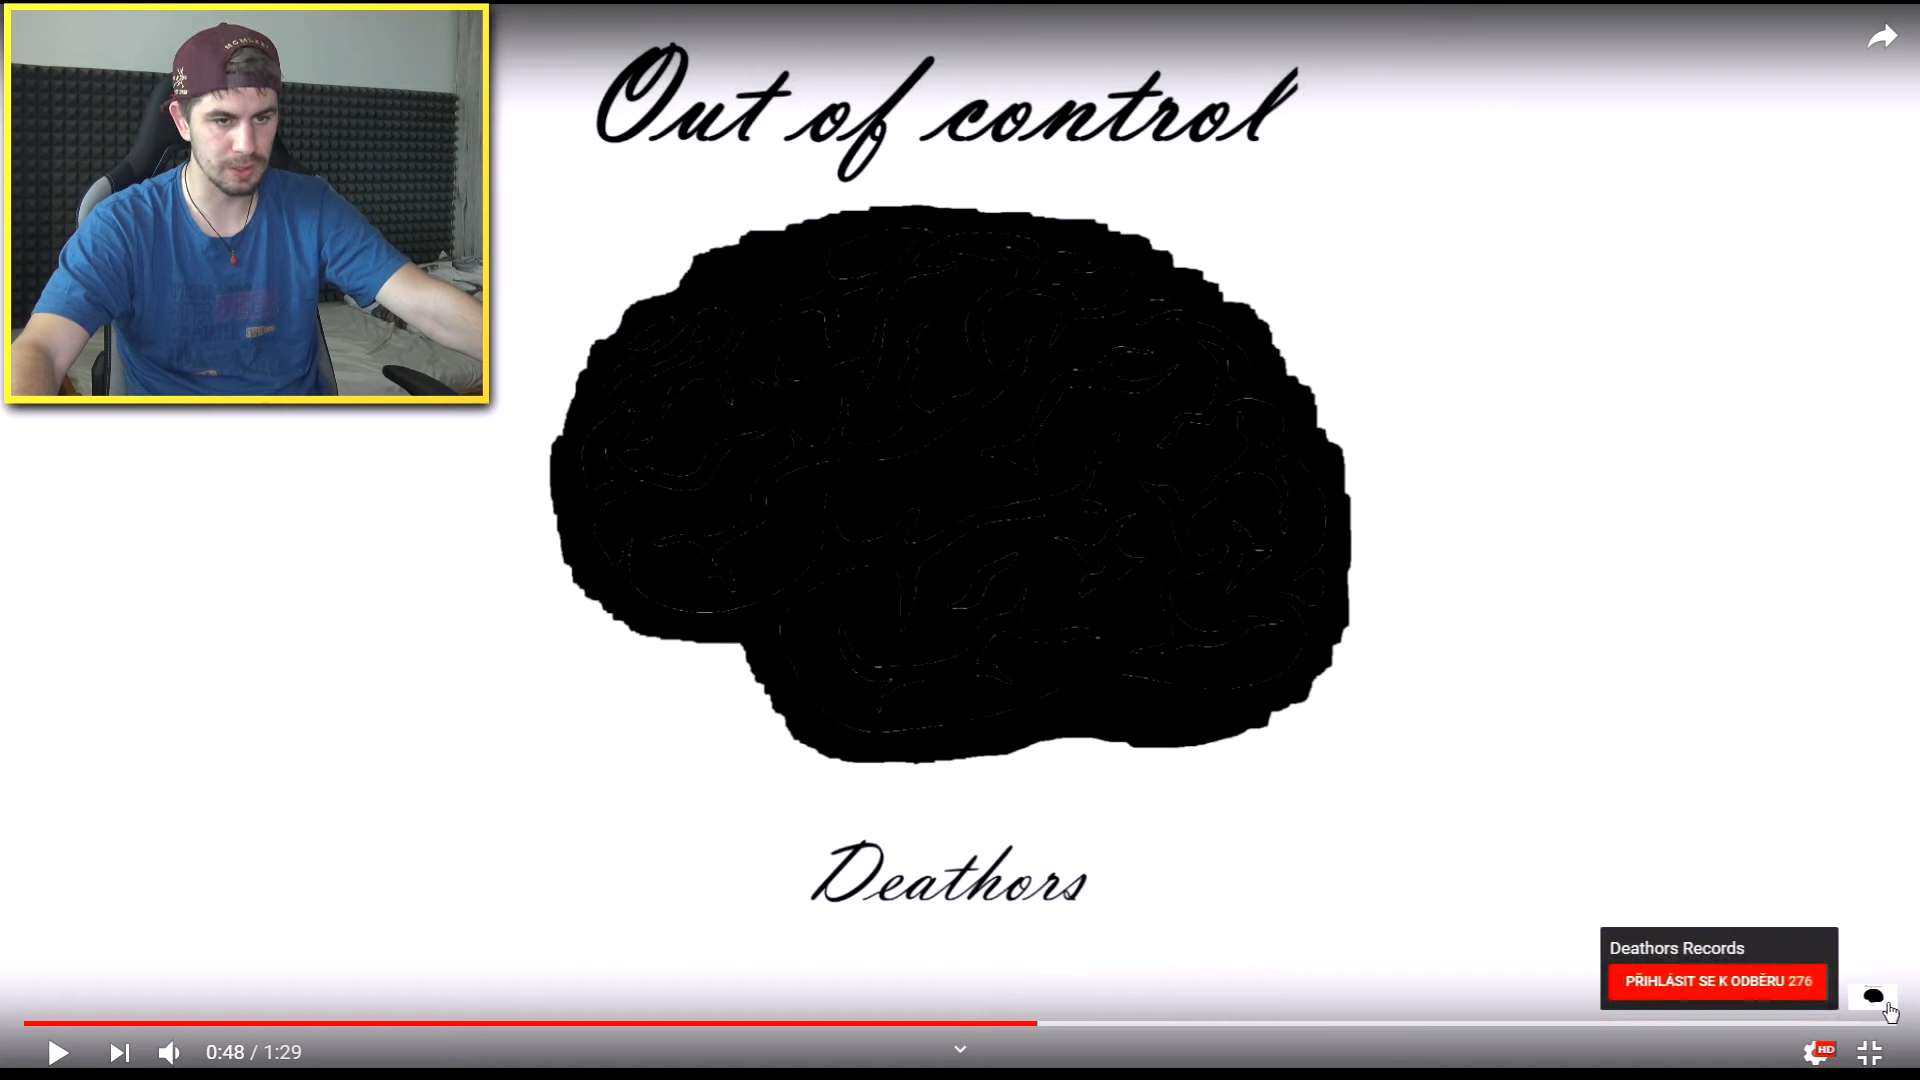 Out of control
Deathors
Deathors Records
PŘIHLÁSIT SE K ODBĚRU 276
0:48 / 1:29
HD